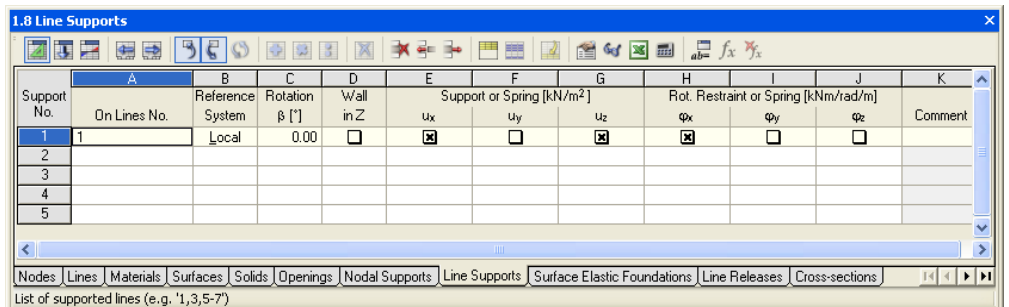 1.8 Line Supports
A B C D E F G H I J K
Support Reference Rotation Wall Support or Spring [kN/m²] Rot. Restraint or Spring [kNm/rad/m]
No. On Lines No. System β [°] in Z ux uy uz φx φy φz Comment
1 1 Local 0.00
2
3
4
5
Nodes Lines Materials Surfaces Solids Openings Nodal Supports Line Supports Surface Elastic Foundations Line Releases Cross-sections
List of supported lines (e.g. '1,3,5-7')